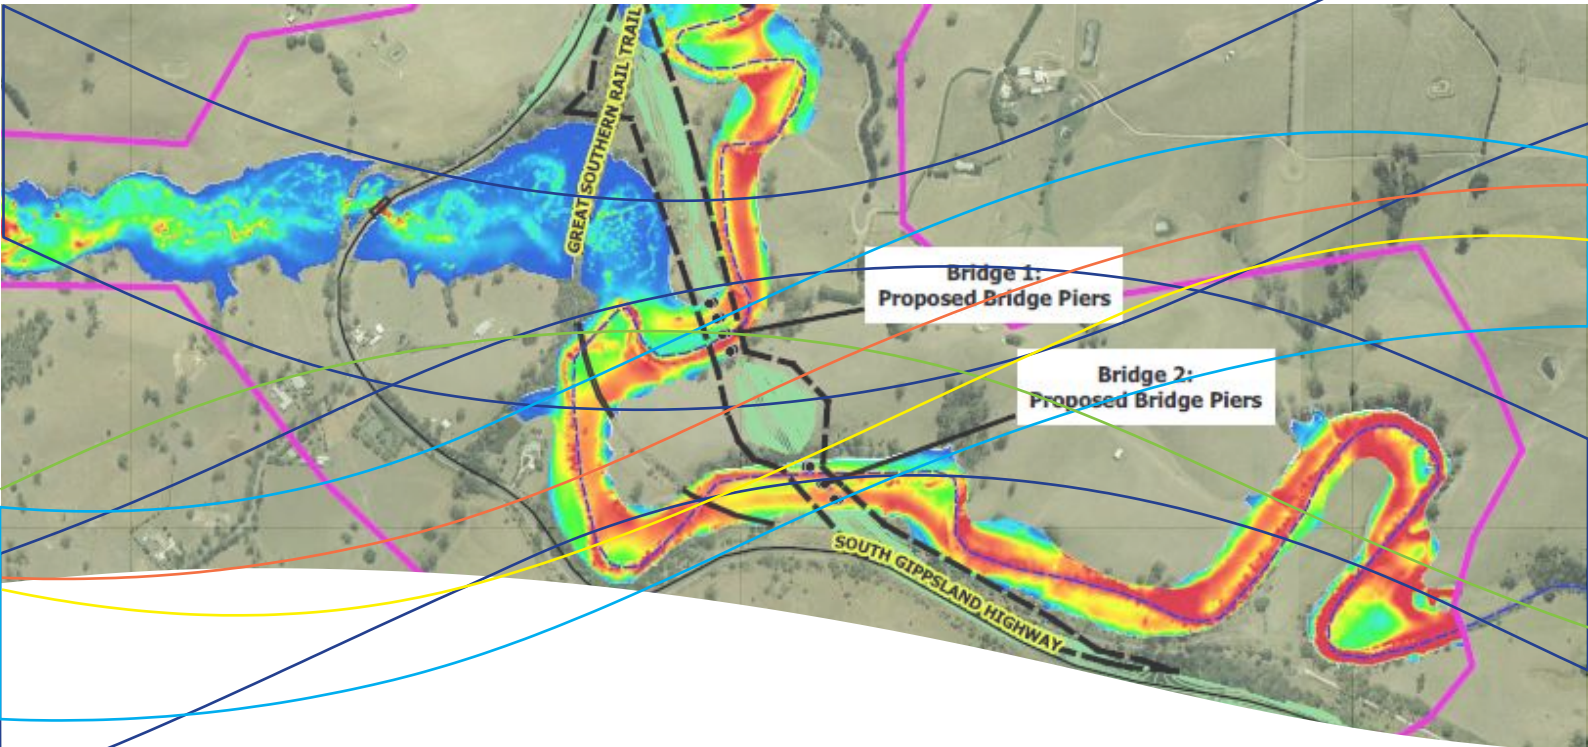 GREAT SOUTHERN RAIL TRAIL
Bridge 1:
Proposed Bridge Piers
Bridge 2:
Proposed Bridge Piers
SOUTH GIPPSLAND HIGHWAY